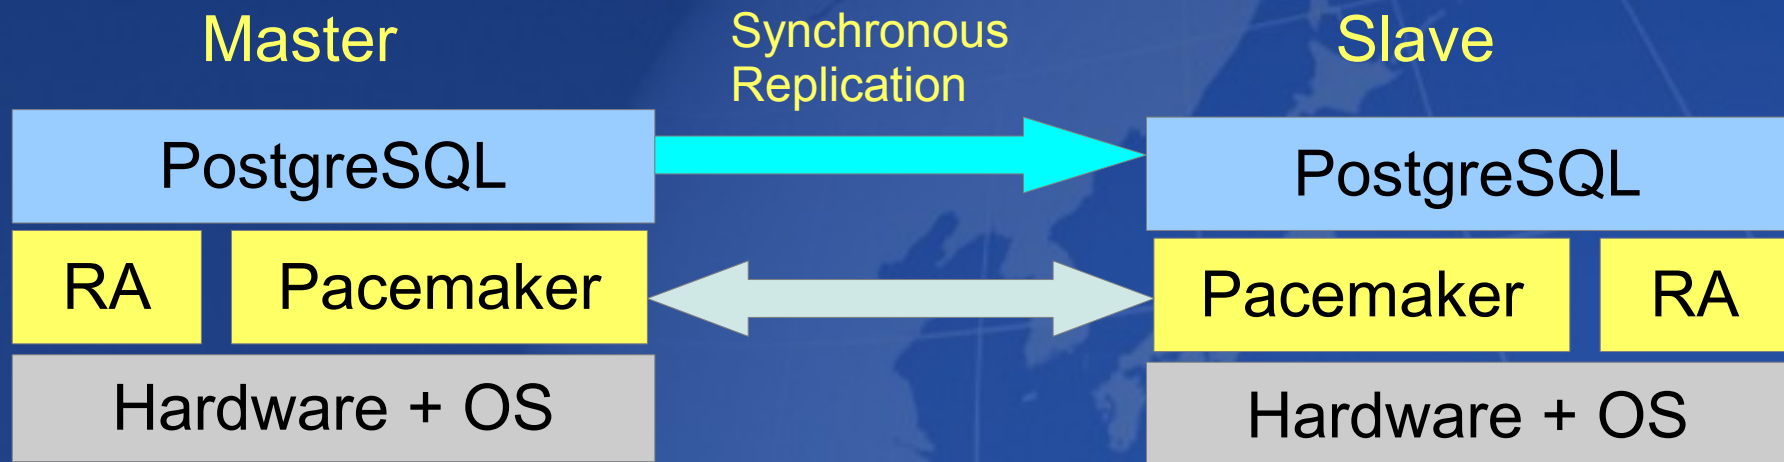 Master
Synchronous
Replication
Slave
PostgreSQL
PostgreSQL
RA
Pacemaker
Pacemaker
RA
Hardware + OS
Hardware + OS